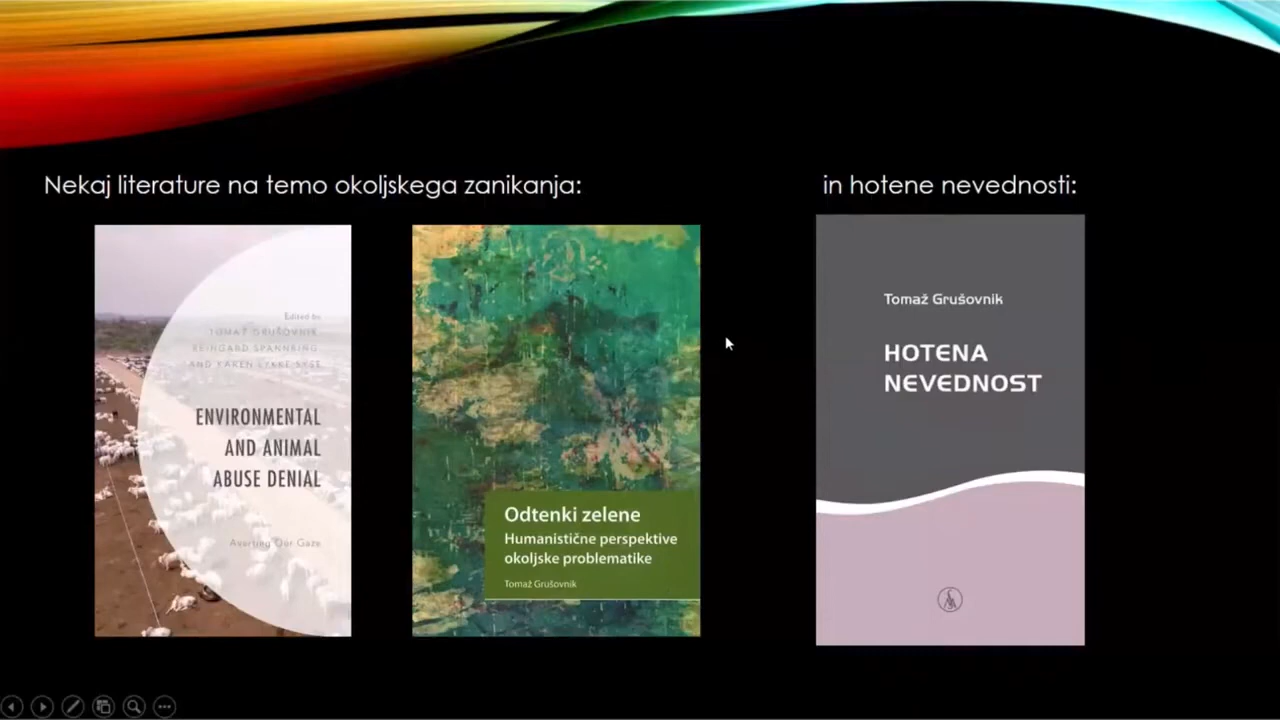 Nekaj literature na temo okoljskega zanikanja:
in hotene nevednosti:
Edited by
TOMAŽ GRUŠOVNIK,
REINGARD SPANNRING,
AND KAREN LYKKE SYSE
ENVIRONMENTAL
AND ANIMAL
ABUSE DENIAL
Averting Our Gaze
Odtenki zelene
Humanistične perspektive
okoljske problematike
Tomaž Grušovnik
Tomaž Grušovnik
HOTENA
NEVEDNOST